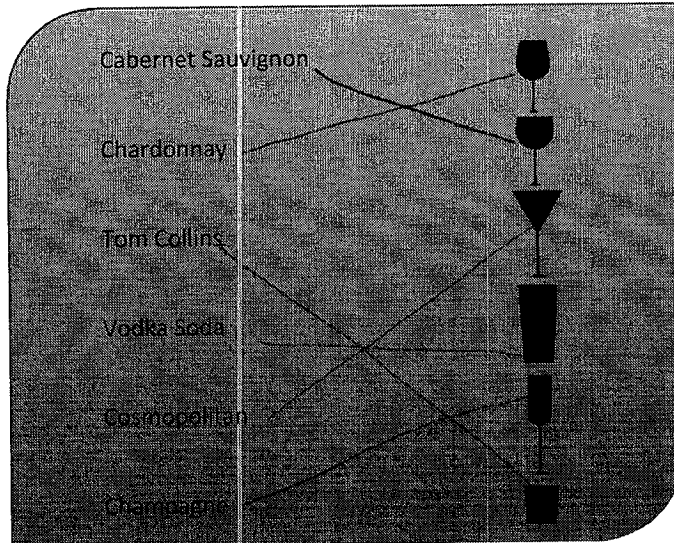 Cabernet Sauvignon
Chardonnay
Tom Collins
Vodka Soda
Cosmopolitan
Champagne